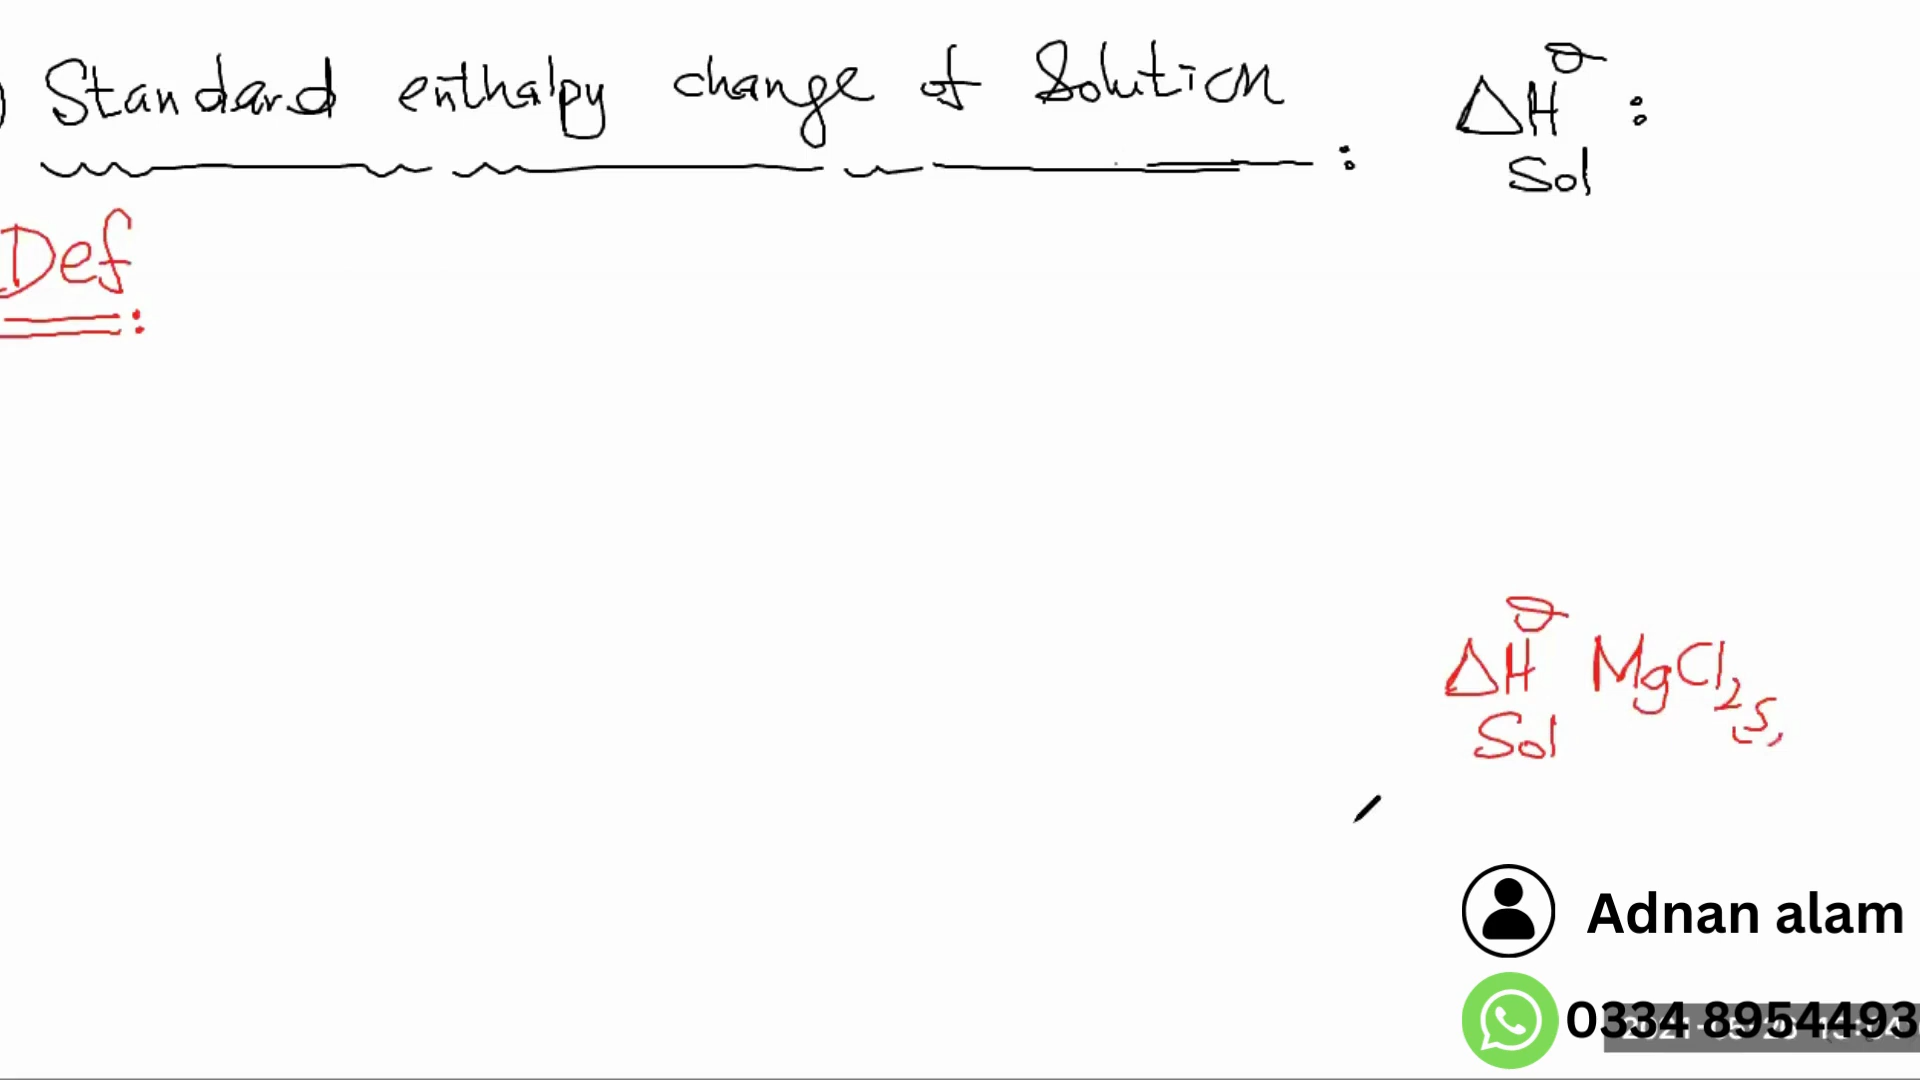 ) Standard enthalpy change of Solution : ΔH⦵ Sol :
Def :
ΔH⦵ Sol MgCl₂(s)
Adnan alam
0334 8954493